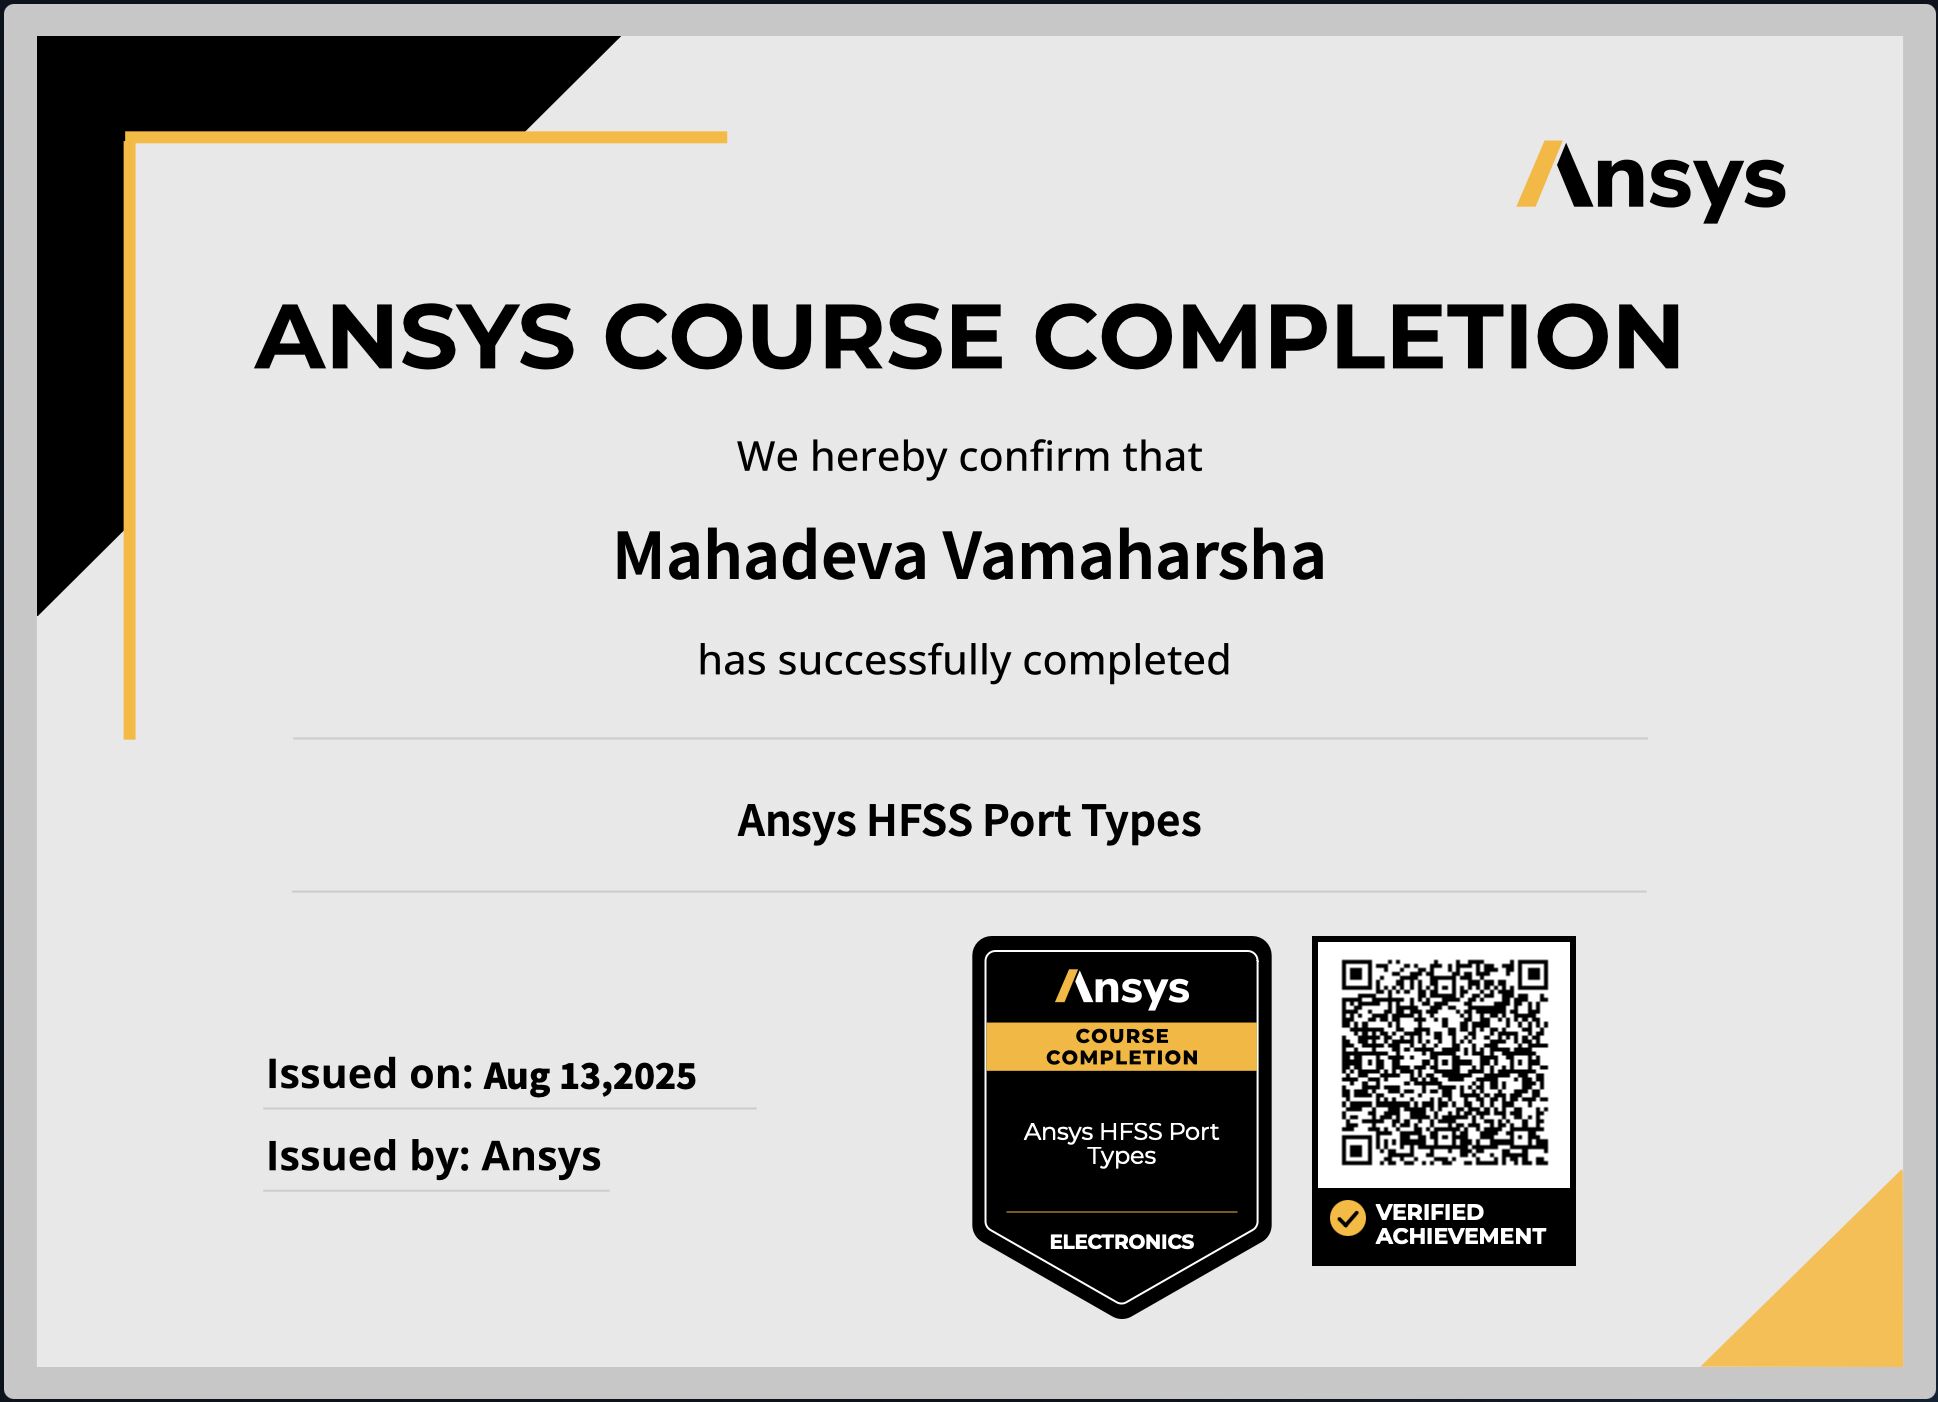 Ansys
ANSYS COURSE COMPLETION
We hereby confirm that
Mahadeva Vamaharsha
has successfully completed
Ansys HFSS Port Types
Issued on: Aug 13,2025
Issued by: Ansys
Ansys
COURSE
COMPLETION
Ansys HFSS Port
Types
ELECTRONICS
VERIFIED
ACHIEVEMENT